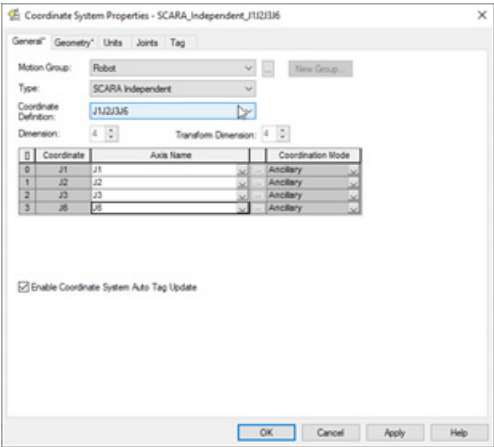 Coordinate System Properties - SCARA_Independent_J1J2J3J6
General* Geometry* Units Joints Tag
Motion Group: Robot ... New Group...
Type: SCARA Independent
Coordinate Definition: J1J2J3J6
Dimension: 4 Transform Dimension: 4
[] Coordinate Axis Name Coordination Mode
0 J1 J1 ... Ancillary
1 J2 J2 ... Ancillary
2 J3 J3 ... Ancillary
3 J6 J6 ... Ancillary
Enable Coordinate System Auto Tag Update
OK Cancel Apply Help